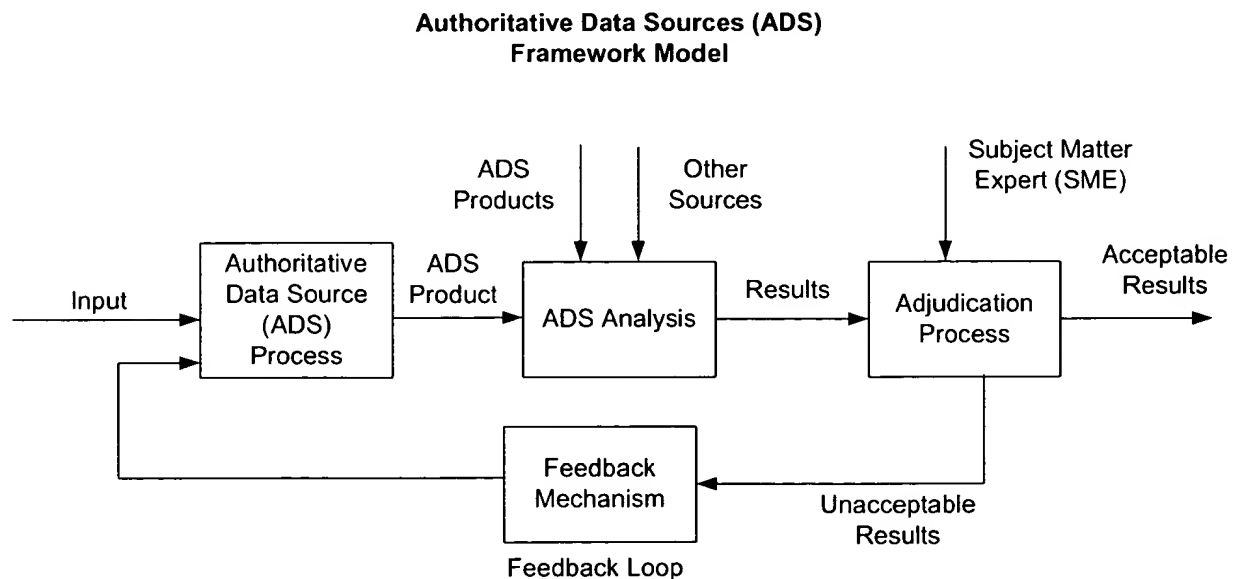 Authoritative Data Sources (ADS)
Framework Model
ADS
Products
Other
Sources
Subject Matter
Expert (SME)
Input
Authoritative
Data Source
(ADS)
Process
ADS
Product
ADS Analysis
Results
Adjudication
Process
Acceptable
Results
Feedback
Mechanism
Unacceptable
Results
Feedback Loop